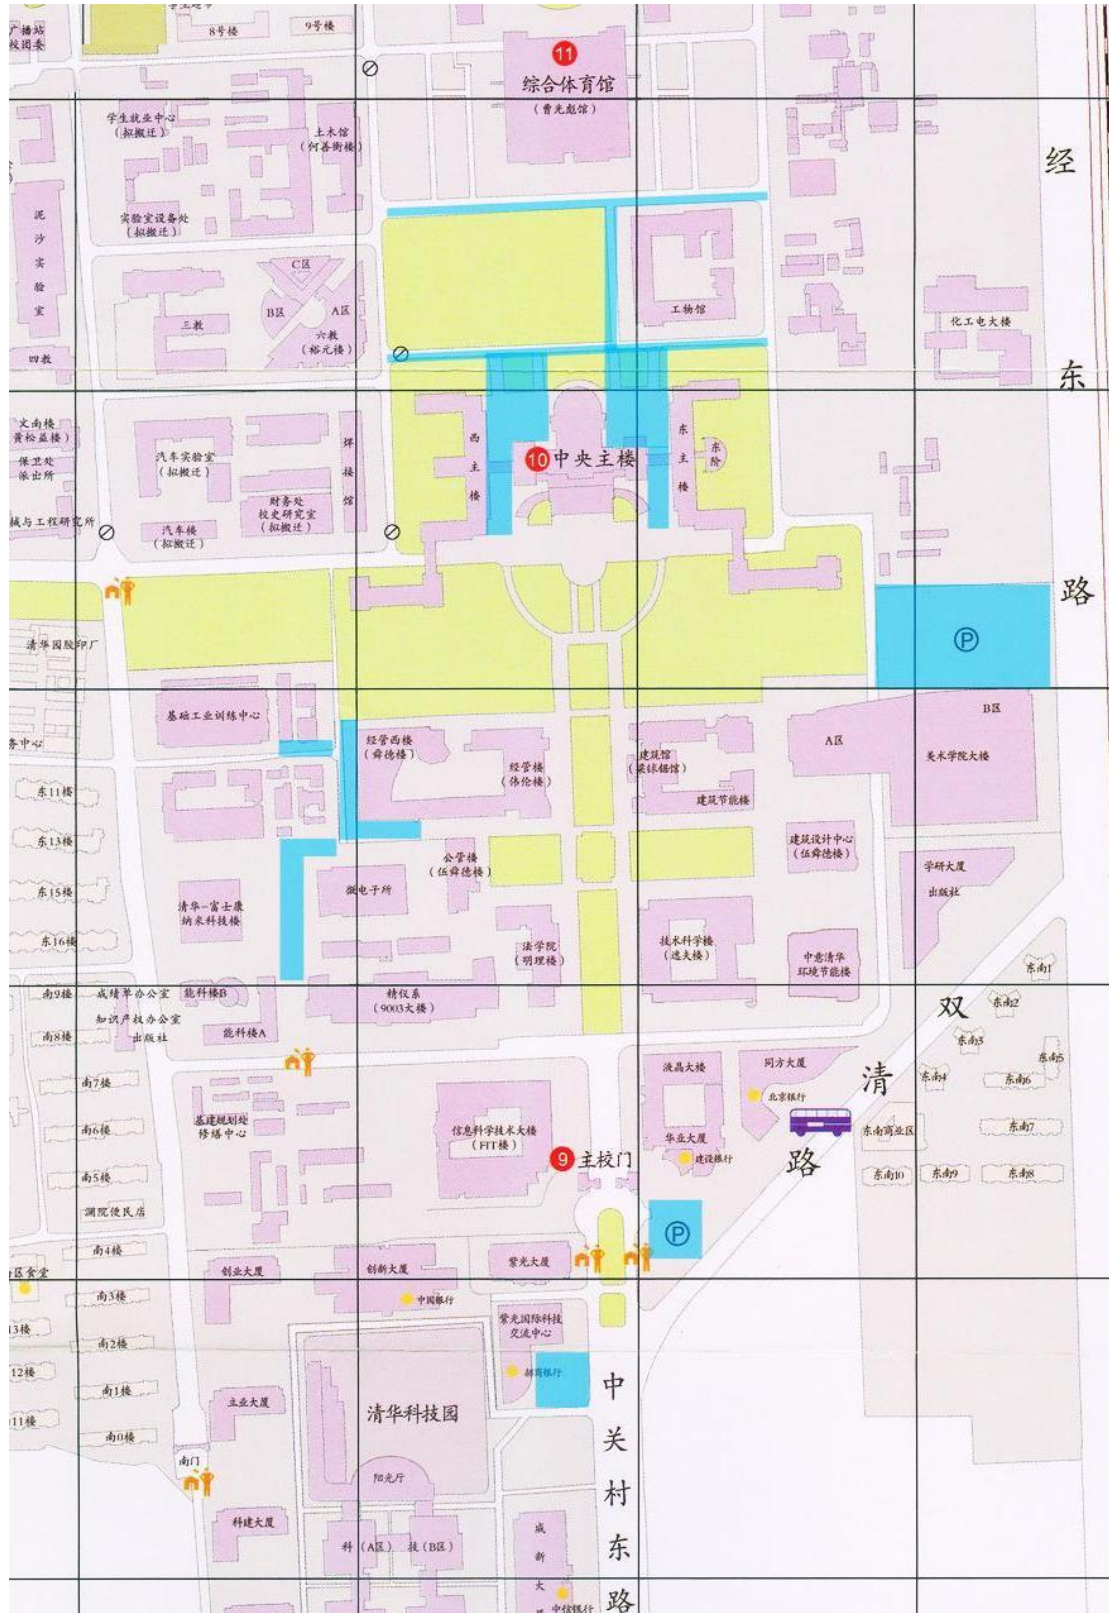 广播站
校团委
8号楼
9号楼
11
综合体育馆
(曹光彪馆)
学生就业中心
(拟搬迁)
土木馆
(何善衡楼)
经
东
路
泥
沙
实
验
室
实验室设备处
(拟搬迁)
C区
B区
A区
三教
六教
(裕元楼)
工物馆
化工电大楼
四教
文南楼
黄松益楼)
保卫处
派出所
械与工程研究所
汽车实验室
(拟搬迁)
焊
接
馆
财务处
校史研究室
(拟搬迁)
汽车楼
(拟搬迁)
西
主
楼
10
中央主楼
东
主
楼
东
阶
清华园胶印厂
P
基础工业训练中心
务中心
经管西楼
(舜德楼)
经管楼
(伟伦楼)
建筑馆
(梁銶琚馆)
建筑节能楼
A区
B区
美术学院大楼
东11楼
东13楼
东15楼
东16楼
公管楼
(伍舜德楼)
建筑设计中心
(伍舜德楼)
学研大厦
出版社
清华-富士康
纳米科技楼
微电子所
法学院
(明理楼)
技术科学楼
(逸夫楼)
中意清华
环境节能楼
南9楼
成绩单办公室
能科楼B
知识产权办公室
出版社
南8楼
能科楼A
精仪系
(9003大楼)
东南1
东南2
东南3
东南4
东南5
东南6
东南7
东南8
东南9
东南10
东南商业区
双
清
路
南7楼
南6楼
南5楼
基建规划处
修缮中心
信息科学技术大楼
(FIT楼)
液晶大楼
同方大厦
北京银行
华业大厦
建设银行
9
主校门
P
澜院便民店
南4楼
区食堂
南3楼
创业大厦
创新大厦
紫光大厦
中国银行
紫光国际科技
交流中心
13楼
南2楼
12楼
南1楼
11楼
南0楼
立业大厦
清华科技园
招商银行
南门
阳光厅
科建大厦
科(A区)
技(B区)
威
新
大
中信银行
中
关
村
东
路